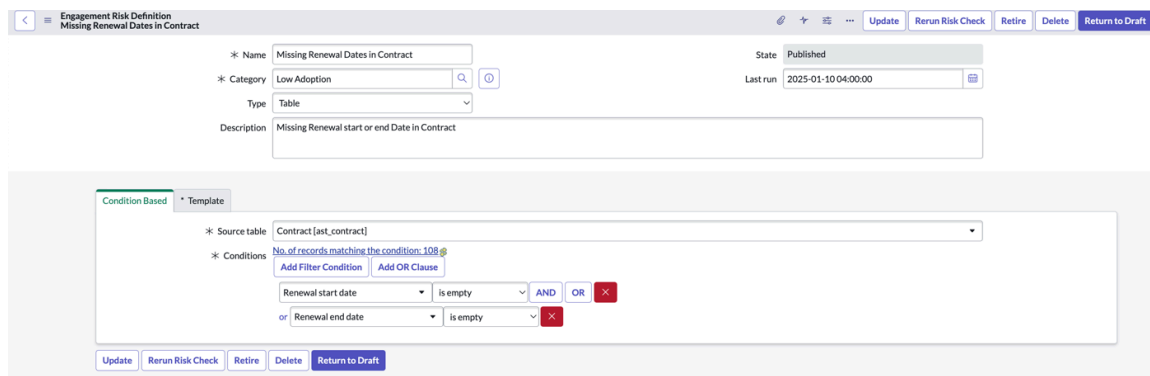 Engagement Risk Definition
Missing Renewal Dates in Contract
Update Rerun Risk Check Retire Delete Return to Draft
Name Missing Renewal Dates in Contract
State Published
Category Low Adoption
Last run 2025-01-10 04:00:00
Type Table
Description Missing Renewal start or end Date in Contract
Condition Based * Template
Source table Contract [ast_contract]
Conditions No. of records matching the condition: 108
Add Filter Condition Add OR Clause
Renewal start date is empty AND OR
or Renewal end date is empty
Update Rerun Risk Check Retire Delete Return to Draft